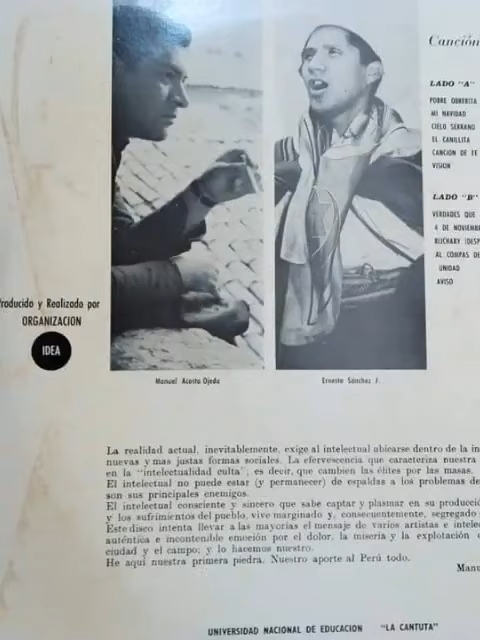 Canción
LADO "A"
POBRE OBRERITA
MI NAVIDAD
CIELO SERRANO
EL CANILLITA
CANCION DE FE
VISION
LADO "B"
VERDADES QUE
4 DE NOVIEMBRE
RIJCHARY (DESP
AL COMPAS DE
UNIDAD
AVISO
Producido y Realizado por
ORGANIZACION
IDEA
Manuel Acosta Ojeda
Ernesto Sánchez J.
La realidad actual, inevitablemente, exige al intelectual ubicarse dentro de la
nuevas y mas justas formas sociales. La efervescencia que caracteriza nuestra
en la "intelectualidad culta", es decir, que cambien las élites por las masas.
El intelectual no puede estar (y permanecer) de espaldas a los problemas de
son sus principales enemigos.
El intelectual consciente y sincero que sabe captar y plasmar en su producció
y los sufrimientos del pueblo, vive marginado y, consecuentemente, segregado
Este disco intenta llevar a las mayorías el mensaje de varios artistas e intelec
auténtica e incontenible emoción por el dolor, la miseria y la explotación
ciudad y el campo; y lo hacemos nuestro.
He aquí nuestra primera piedra. Nuestro aporte al Perú todo.
Manu
UNIVERSIDAD NACIONAL DE EDUCACION "LA CANTUTA"